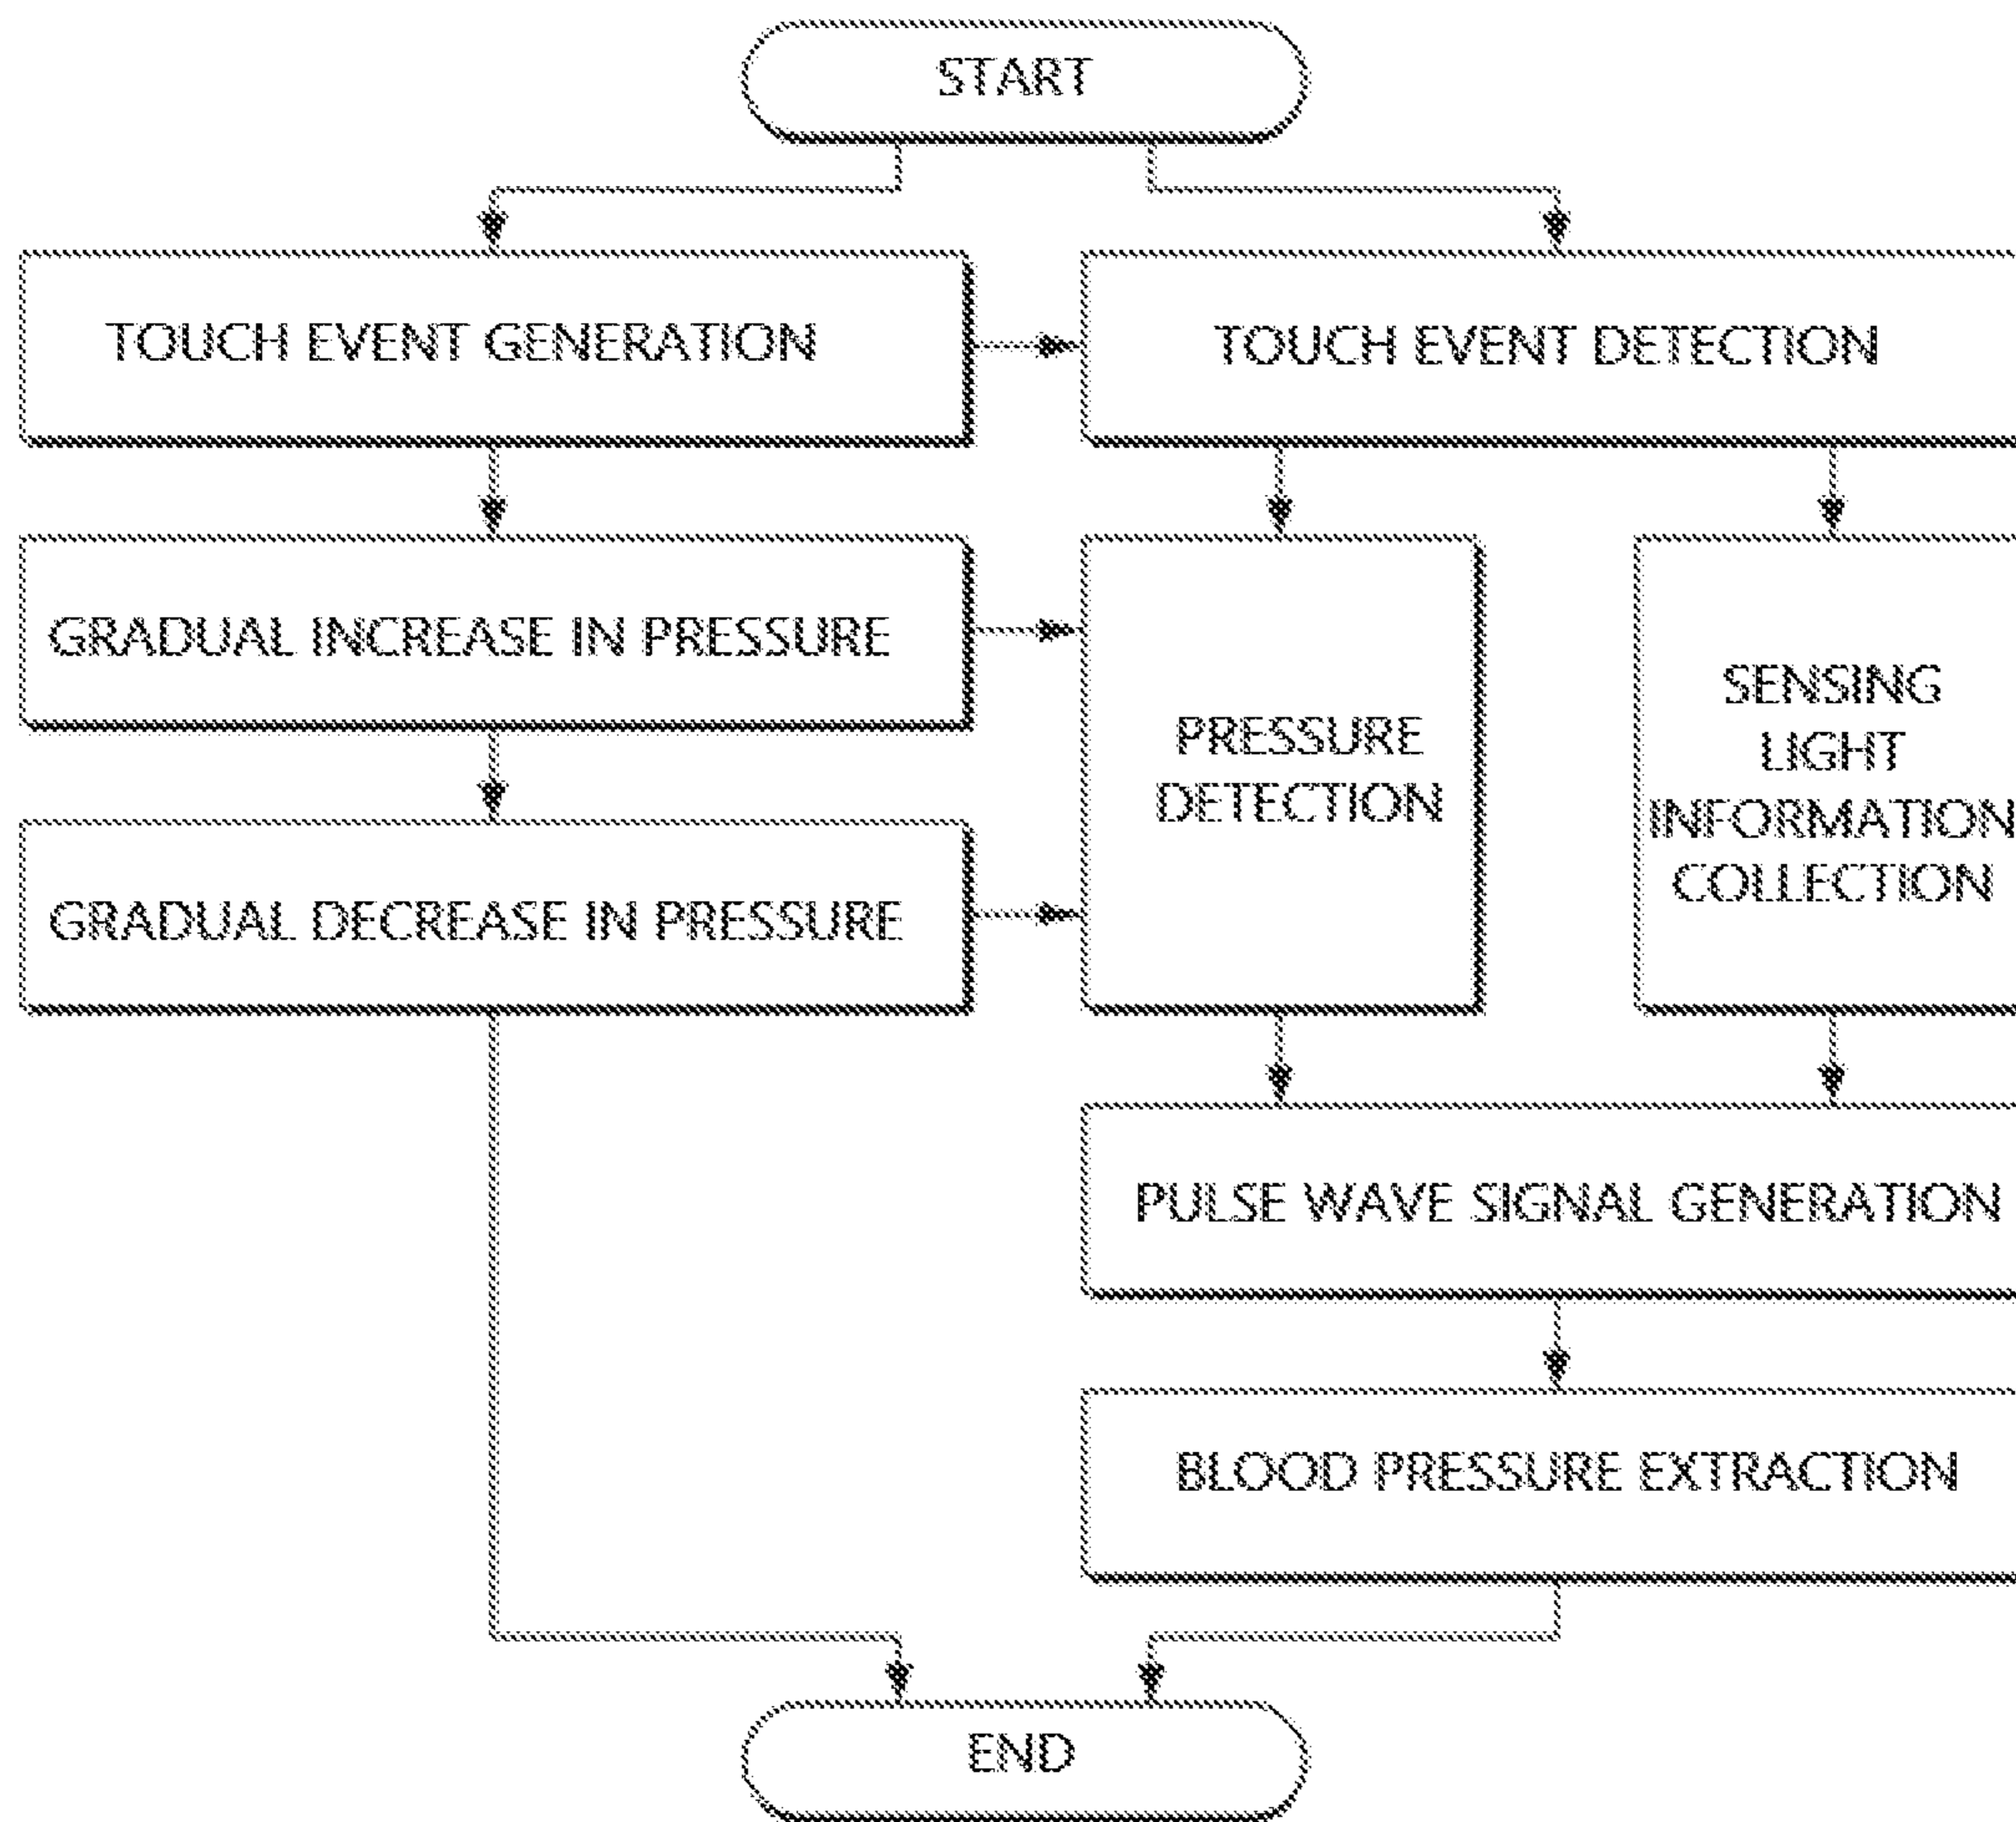 START
TOUCH EVENT GENERATION
TOUCH EVENT DETECTION
GRADUAL INCREASE IN PRESSURE
GRADUAL DECREASE IN PRESSURE
PRESSURE
DETECTION
SENSING
LIGHT
INFORMATION
COLLECTION
PULSE WAVE SIGNAL GENERATION
BLOOD PRESSURE EXTRACTION
END